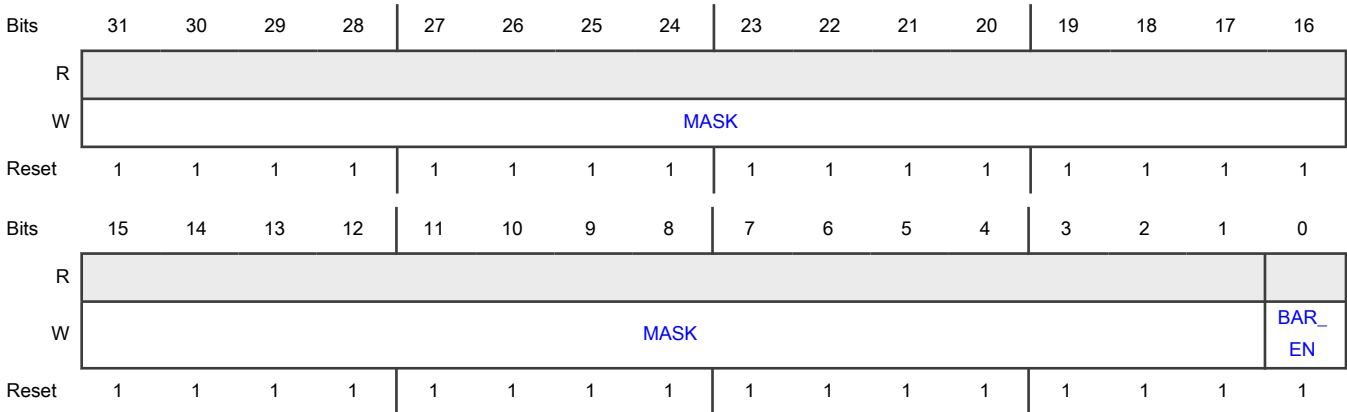 Bits 31 30 29 28 27 26 25 24 23 22 21 20 19 18 17 16
R
W MASK
Reset 1 1 1 1 1 1 1 1 1 1 1 1 1 1 1 1
Bits 15 14 13 12 11 10 9 8 7 6 5 4 3 2 1 0
R
W MASK BAR_
EN
Reset 1 1 1 1 1 1 1 1 1 1 1 1 1 1 1 1